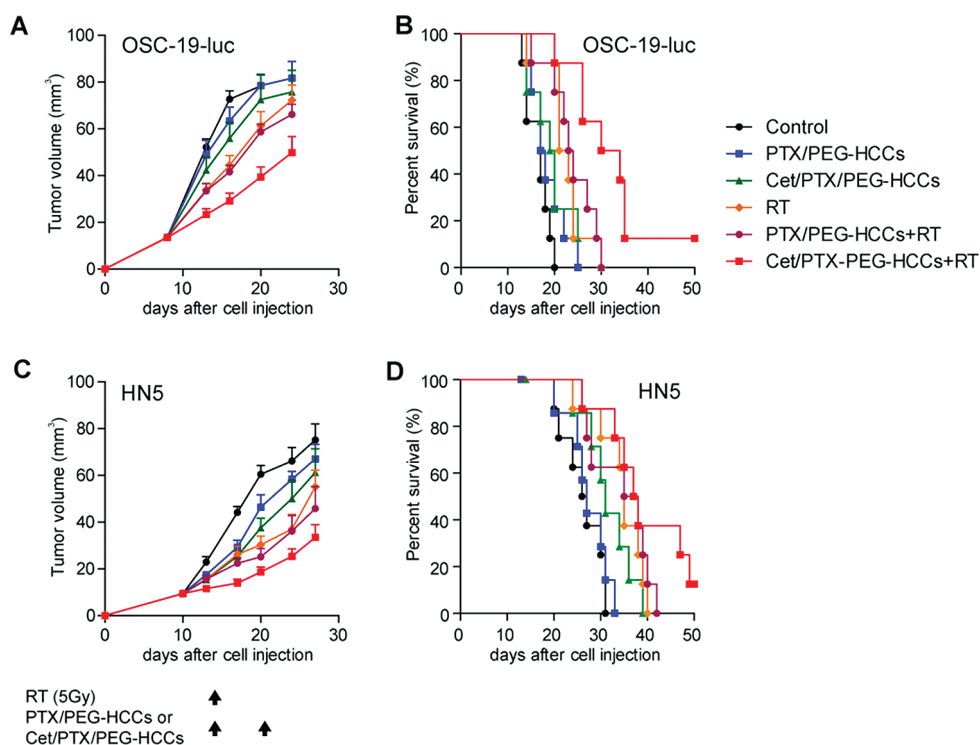 A
OSC-19-luc
Tumor volume (mm³)
100
80
60
40
20
0
0
10
20
30
days after cell injection
B
OSC-19-luc
Percent survival (%)
100
80
60
40
20
0
0
10
20
30
40
50
days after cell injection
Control
PTX/PEG-HCCs
Cet/PTX/PEG-HCCs
RT
PTX/PEG-HCCs+RT
Cet/PTX-PEG-HCCs+RT
C
HN5
Tumor volume (mm³)
100
80
60
40
20
0
0
10
20
30
days after cell injection
D
HN5
Percent survival (%)
100
80
60
40
20
0
0
10
20
30
40
50
days after cell injection
RT (5Gy)
PTX/PEG-HCCs or
Cet/PTX/PEG-HCCs